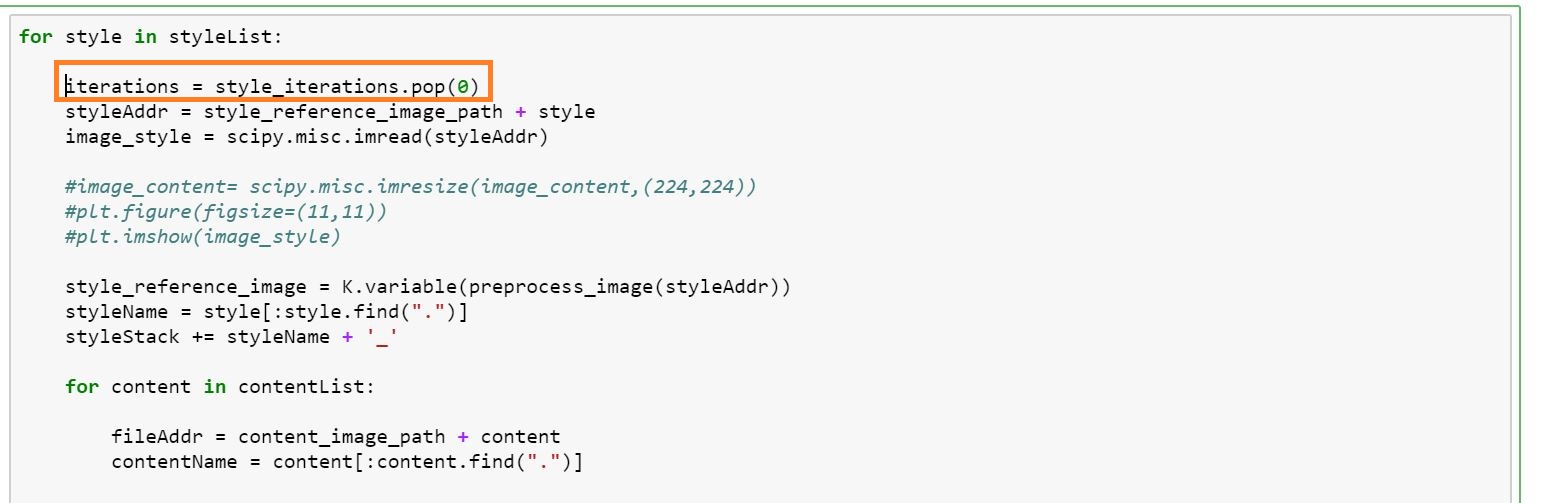 for style in styleList:
    iterations = style_iterations.pop(0)
    styleAddr = style_reference_image_path + style
    image_style = scipy.misc.imread(styleAddr)
    #image_content= scipy.misc.imresize(image_content,(224,224))
    #plt.figure(figsize=(11,11))
    #plt.imshow(image_style)
    style_reference_image = K.variable(preprocess_image(styleAddr))
    styleName = style[:style.find(".")]
    styleStack += styleName + '_'
    for content in contentList:
        fileAddr = content_image_path + content
        contentName = content[:content.find(".")]